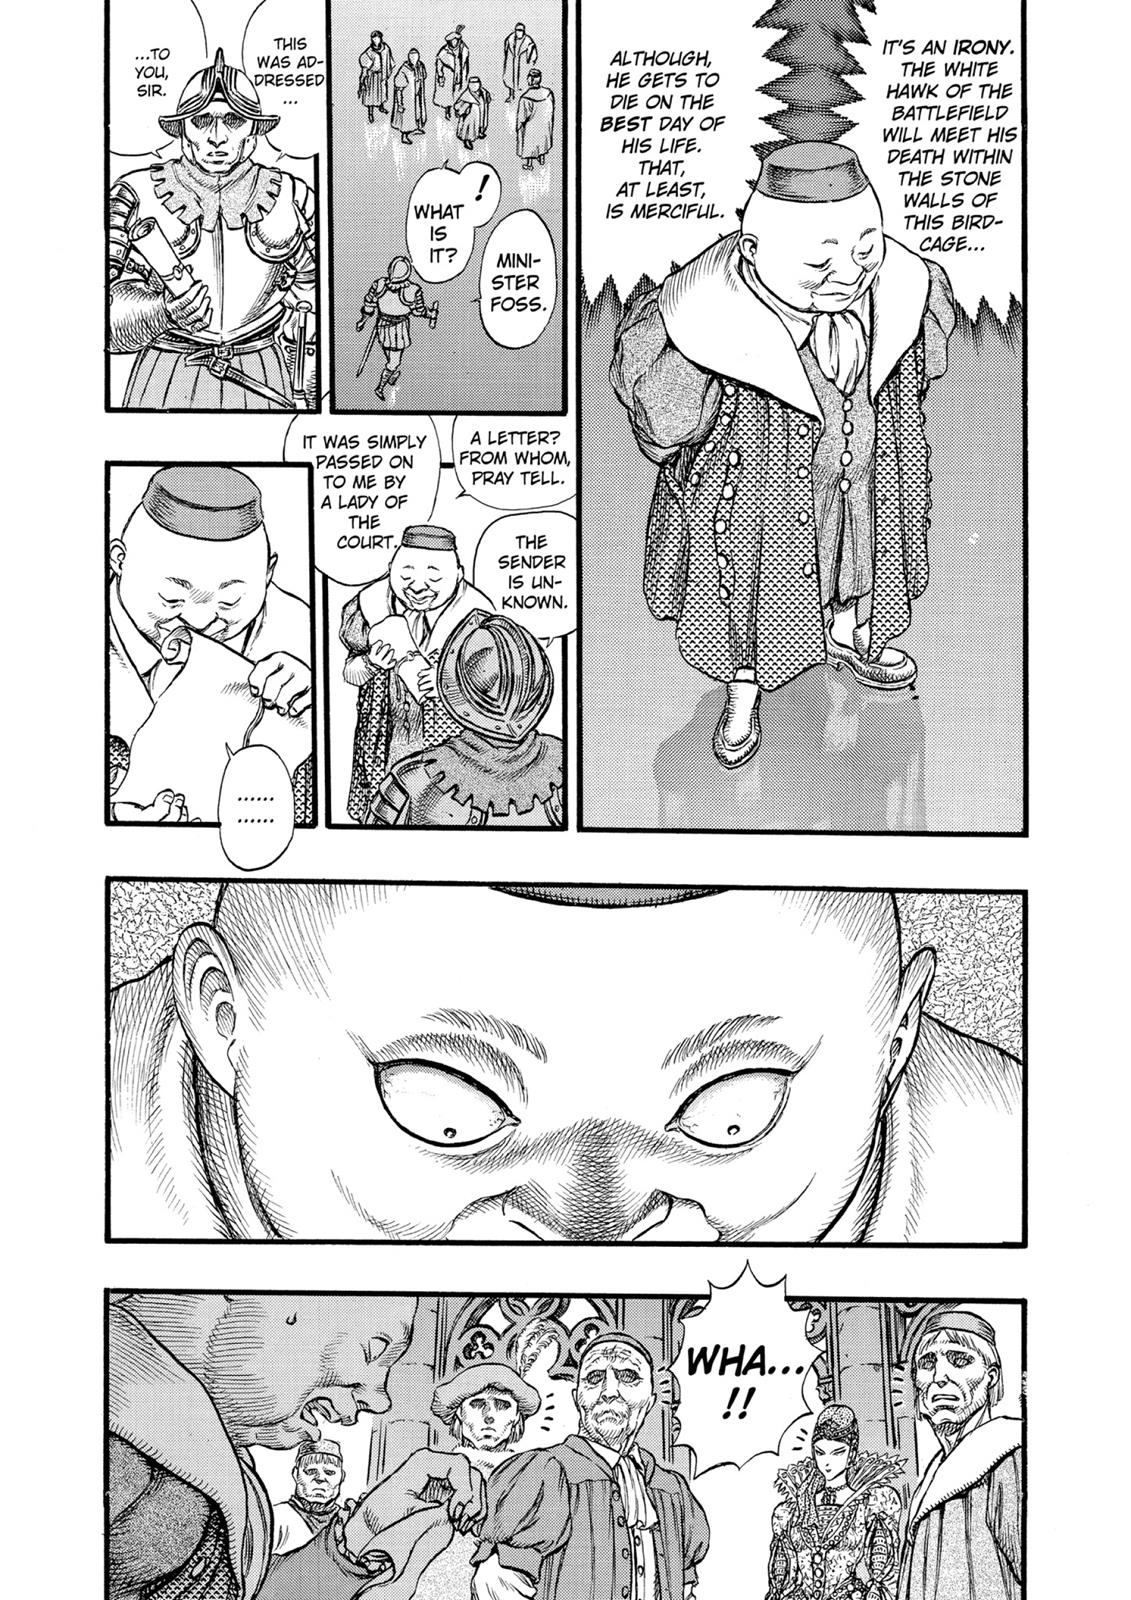 IT'S AN IRONY.
THE WHITE
HAWK OF THE
BATTLEFIELD
WILL MEET HIS
DEATH WITHIN
THE STONE
WALLS OF
THIS BIRD-
CAGE...
ALTHOUGH,
HE GETS TO
DIE ON THE
BEST DAY OF
HIS LIFE.
THAT,
AT LEAST,
IS MERCIFUL.
MINI-
STER
FOSS.
!
WHAT
IS
IT?
THIS
WAS AD-
DRESSED
...
...TO
YOU,
SIR.
A LETTER?
FROM WHOM,
PRAY TELL.
THE
SENDER
IS UN-
KNOWN.
IT WAS SIMPLY
PASSED ON
TO ME BY
A LADY OF
THE
COURT.
......
......
WHA...
!!